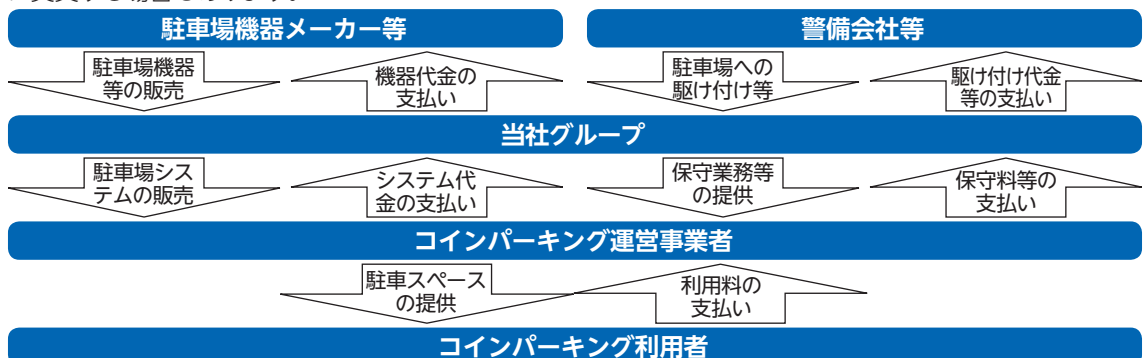 駐車場機器メーカー等
警備会社等
駐車場機器
等の販売
機器代金の
支払い
駐車場への
駆け付け等
駆け付け代金
等の支払い
当社グループ
駐車場シス
テムの販売
システム代
金の支払い
保守業務等
の提供
保守料等の
支払い
コインパーキング運営事業者
駐車スペース
の提供
利用料の
支払い
コインパーキング利用者